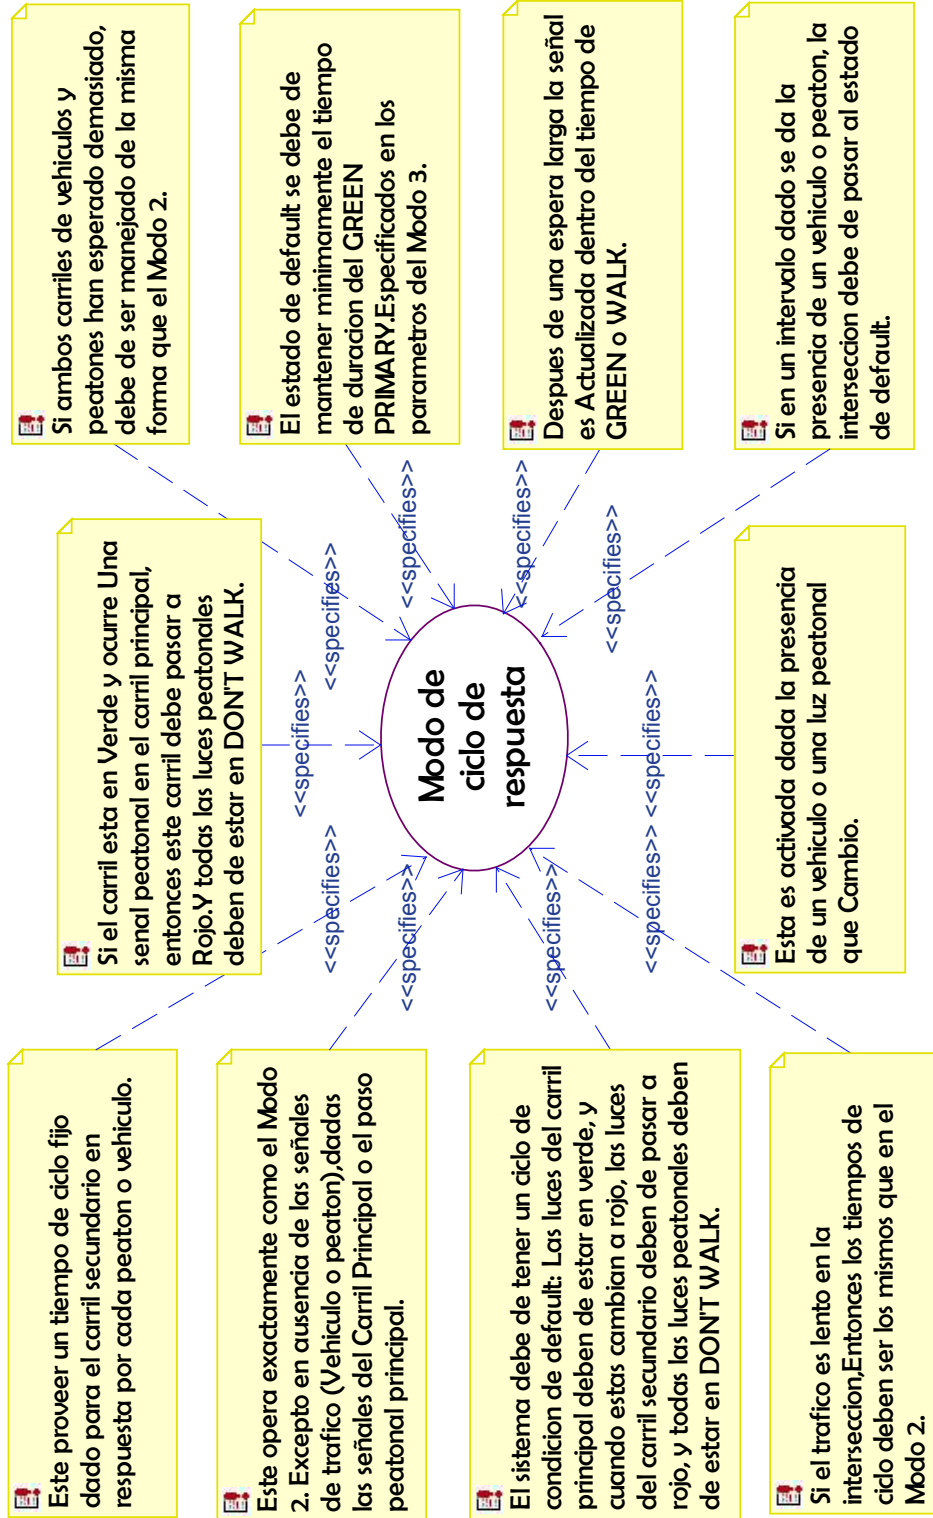 Este proveer un tiempo de ciclo fijo
dado para el carril secundario en
respuesta por cada peaton o vehiculo.
Este opera exactamente como el Modo
2. Excepto en ausencia de las señales
de trafico (Vehiculo o peaton),dadas
las señales del Carril Principal o el paso
peatonal principal.
El sistema debe de tener un ciclo de
condicion de default: Las luces del carril
principal deben de estar en verde, y
cuando estas cambian a rojo, las luces
del carril secundario deben de pasar a
rojo, y todas las luces peatonales deben
de estar en DON'T WALK.
Si el trafico es lento en la
interseccion,Entonces los tiempos de
ciclo deben ser los mismos que en el
Modo 2.
Si el carril esta en Verde y ocurre Una
senal peatonal en el carril principal,
entonces este carril debe pasar a
Rojo.Y todas las luces peatonales
deben de estar en DON'T WALK.
<<specifies>>
<<specifies>>
<<specifies>>
<<specifies>>
<<specifies>>
Modo de
ciclo de
respuesta
<<specifies>>
<<specifies>>
<<specifies>>
<<specifies>>
<<specifies>>
Esta es activada dada la presencia
de un vehiculo o una luz peatonal
que Cambio.
Si ambos carriles de vehiculos y
peatones han esperado demasiado,
debe de ser manejado de la misma
forma que el Modo 2.
El estado de default se debe de
mantener minimamente el tiempo
de duracion del GREEN
PRIMARY.Especificados en los
parametros del Modo 3.
Despues de una espera larga la señal
es Actualizada dentro del tiempo de
GREEN o WALK.
Si en un intervalo dado se da la
presencia de un vehiculo o peaton, la
interseccion debe de pasar al estado
de default.